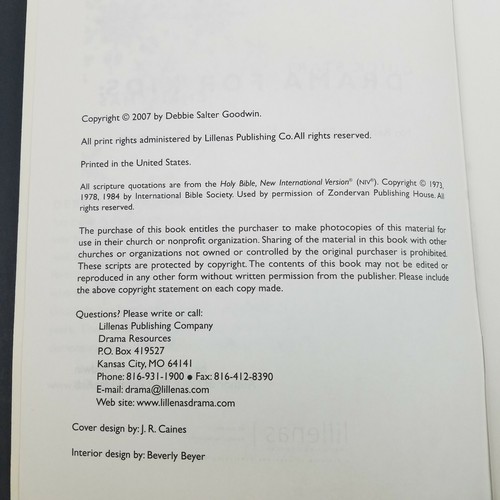 Copyright © 2007 by Debbie Salter Goodwin.
All print rights administered by Lillenas Publishing Co. All rights reserved.
Printed in the United States.
All scripture quotations are from the Holy Bible, New International Version® (NIV®). Copyright © 1973,
1978, 1984 by International Bible Society. Used by permission of Zondervan Publishing House. All
rights reserved.
The purchase of this book entitles the purchaser to make photocopies of this material for
use in their church or nonprofit organization. Sharing of the material in this book with other
churches or organizations not owned or controlled by the original purchaser is prohibited.
These scripts are protected by copyright. The contents of this book may not be edited or
reproduced in any other form without written permission from the publisher. Please include
the above copyright statement on each copy made.
Questions? Please write or call:
Lillenas Publishing Company
Drama Resources
P.O. Box 419527
Kansas City, MO 64141
Phone: 816-931-1900 ● Fax: 816-412-8390
E-mail: drama@lillenas.com
Web site: www.lillenasdrama.com
Cover design by: J. R. Caines
Interior design by: Beverly Beyer